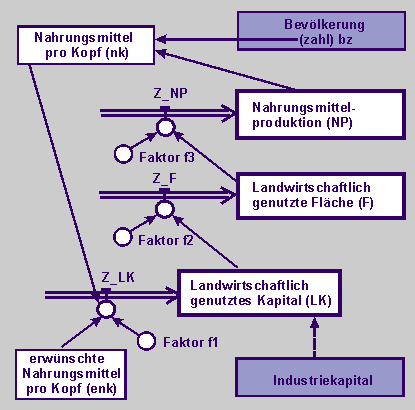 Nahrungsmittel
pro Kopf (nk)
Bevölkerung
(zahl) bz
Z_NP
Nahrungsmittel-
produktion (NP)
Faktor f3
Z_F
Landwirtschaftlich
genutzte Fläche (F)
Faktor f2
Z_LK
Landwirtschaftlich
genutztes Kapital (LK)
Faktor f1
erwünschte
Nahrungsmittel
pro Kopf (enk)
Industriekapital